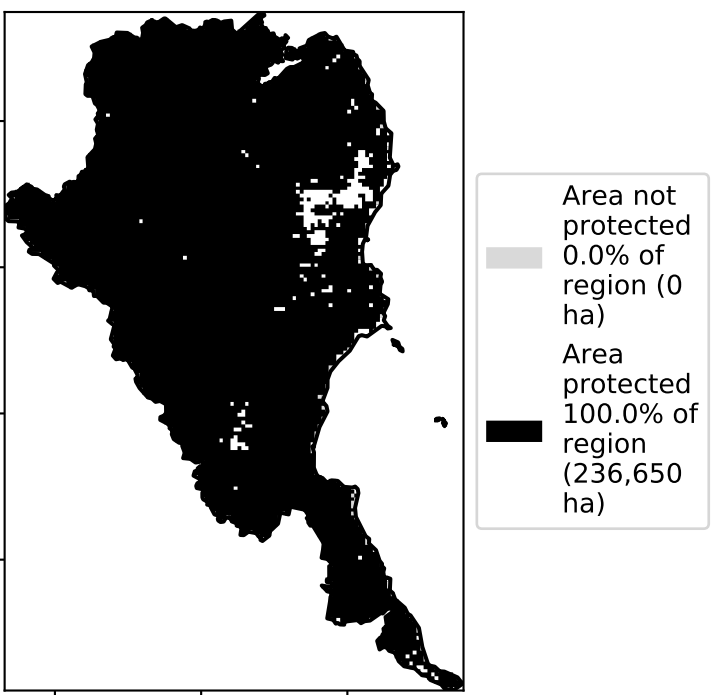 Area not
protected
0.0% of
region (0
ha)
Area
protected
100.0% of
region
(236,650
ha)